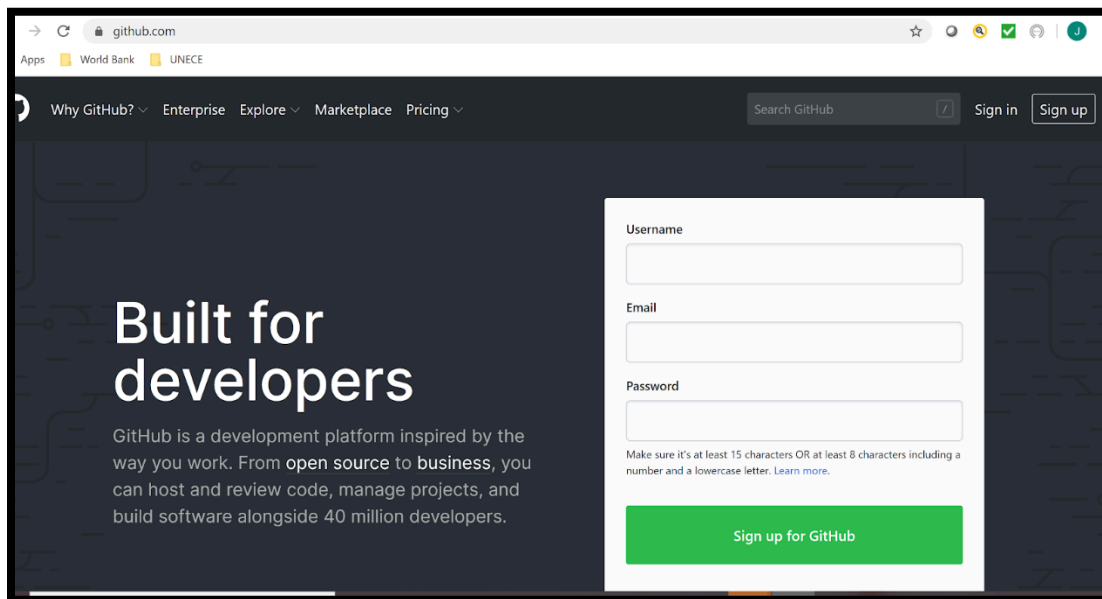 github.com
J
Apps World Bank UNECE
Why GitHub? Enterprise Explore Marketplace Pricing Search GitHub / Sign in Sign up
Built for
developers
GitHub is a development platform inspired by the
way you work. From open source to business, you
can host and review code, manage projects, and
build software alongside 40 million developers.
Username
Email
Password
Make sure it's at least 15 characters OR at least 8 characters including a
number and a lowercase letter. Learn more.
Sign up for GitHub